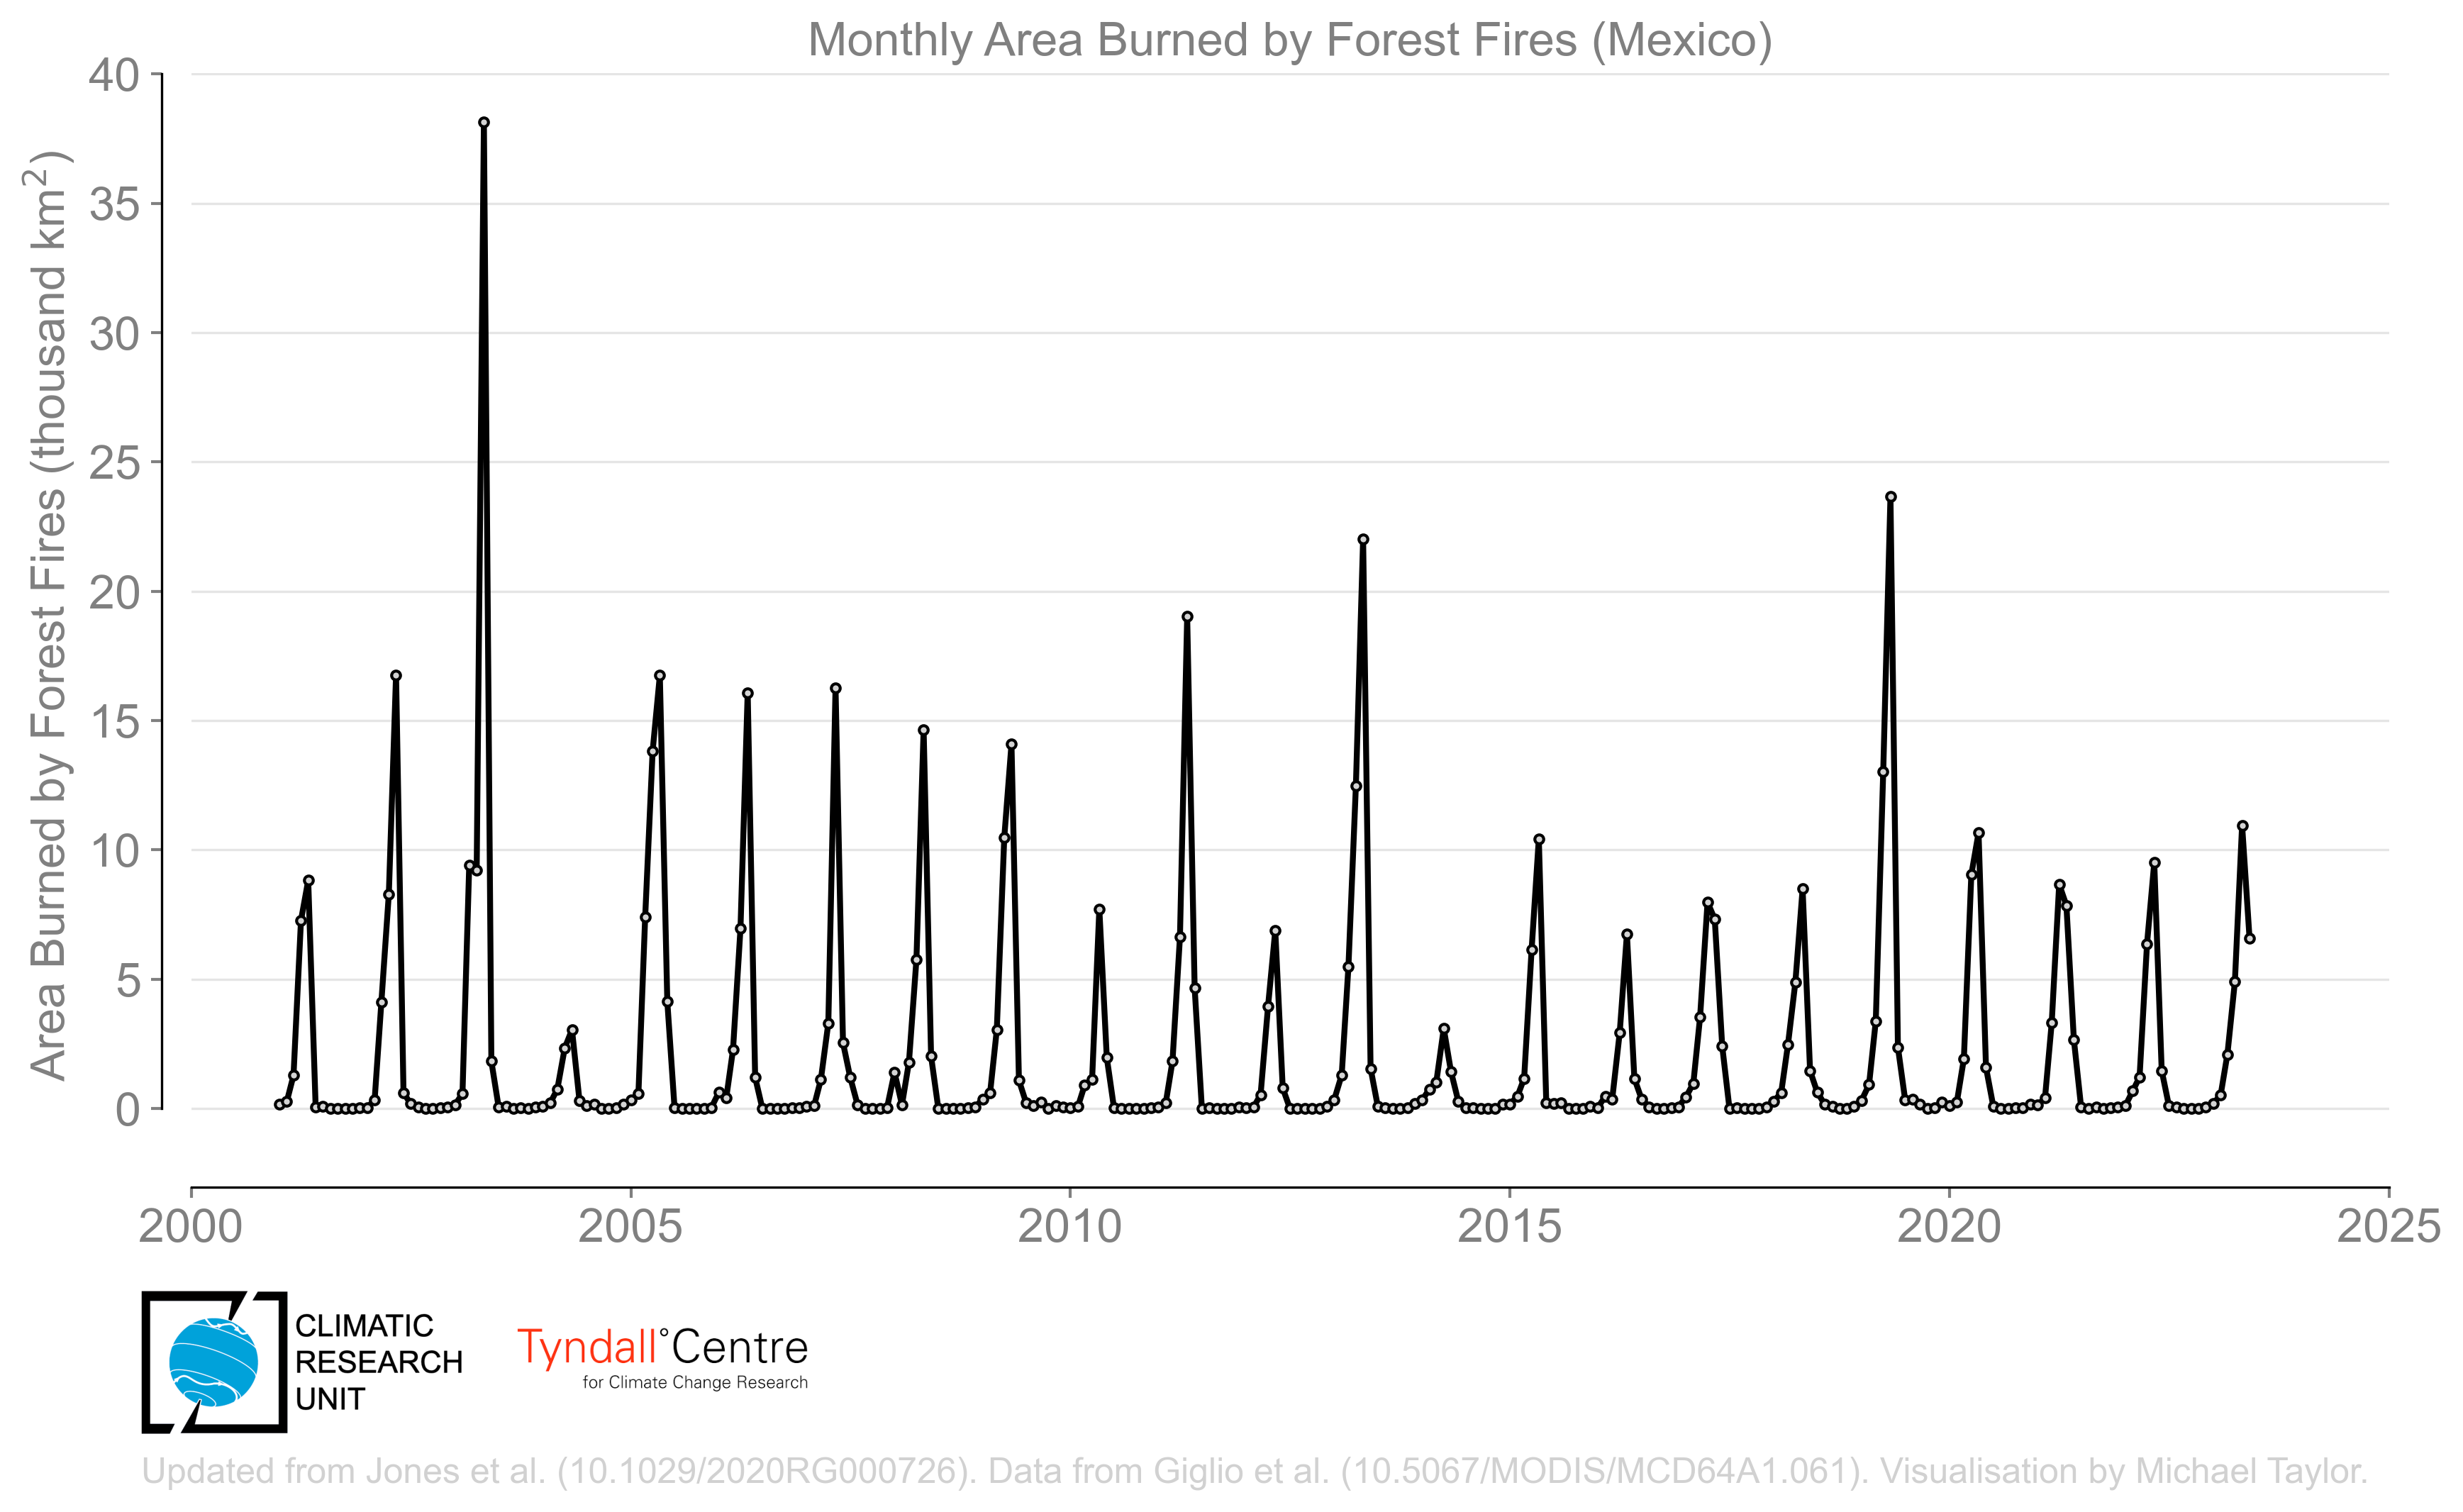 Monthly Area Burned by Forest Fires (Mexico)
Area Burned by Forest Fires (thousand km²)
40
35
30
25
20
15
10
5
0
2000 2005 2010 2015 2020 2025
CLIMATIC
RESEARCH
UNIT
Tyndall°Centre
for Climate Change Research
Updated from Jones et al. (10.1029/2020RG000726). Data from Giglio et al. (10.5067/MODIS/MCD64A1.061). Visualisation by Michael Taylor.